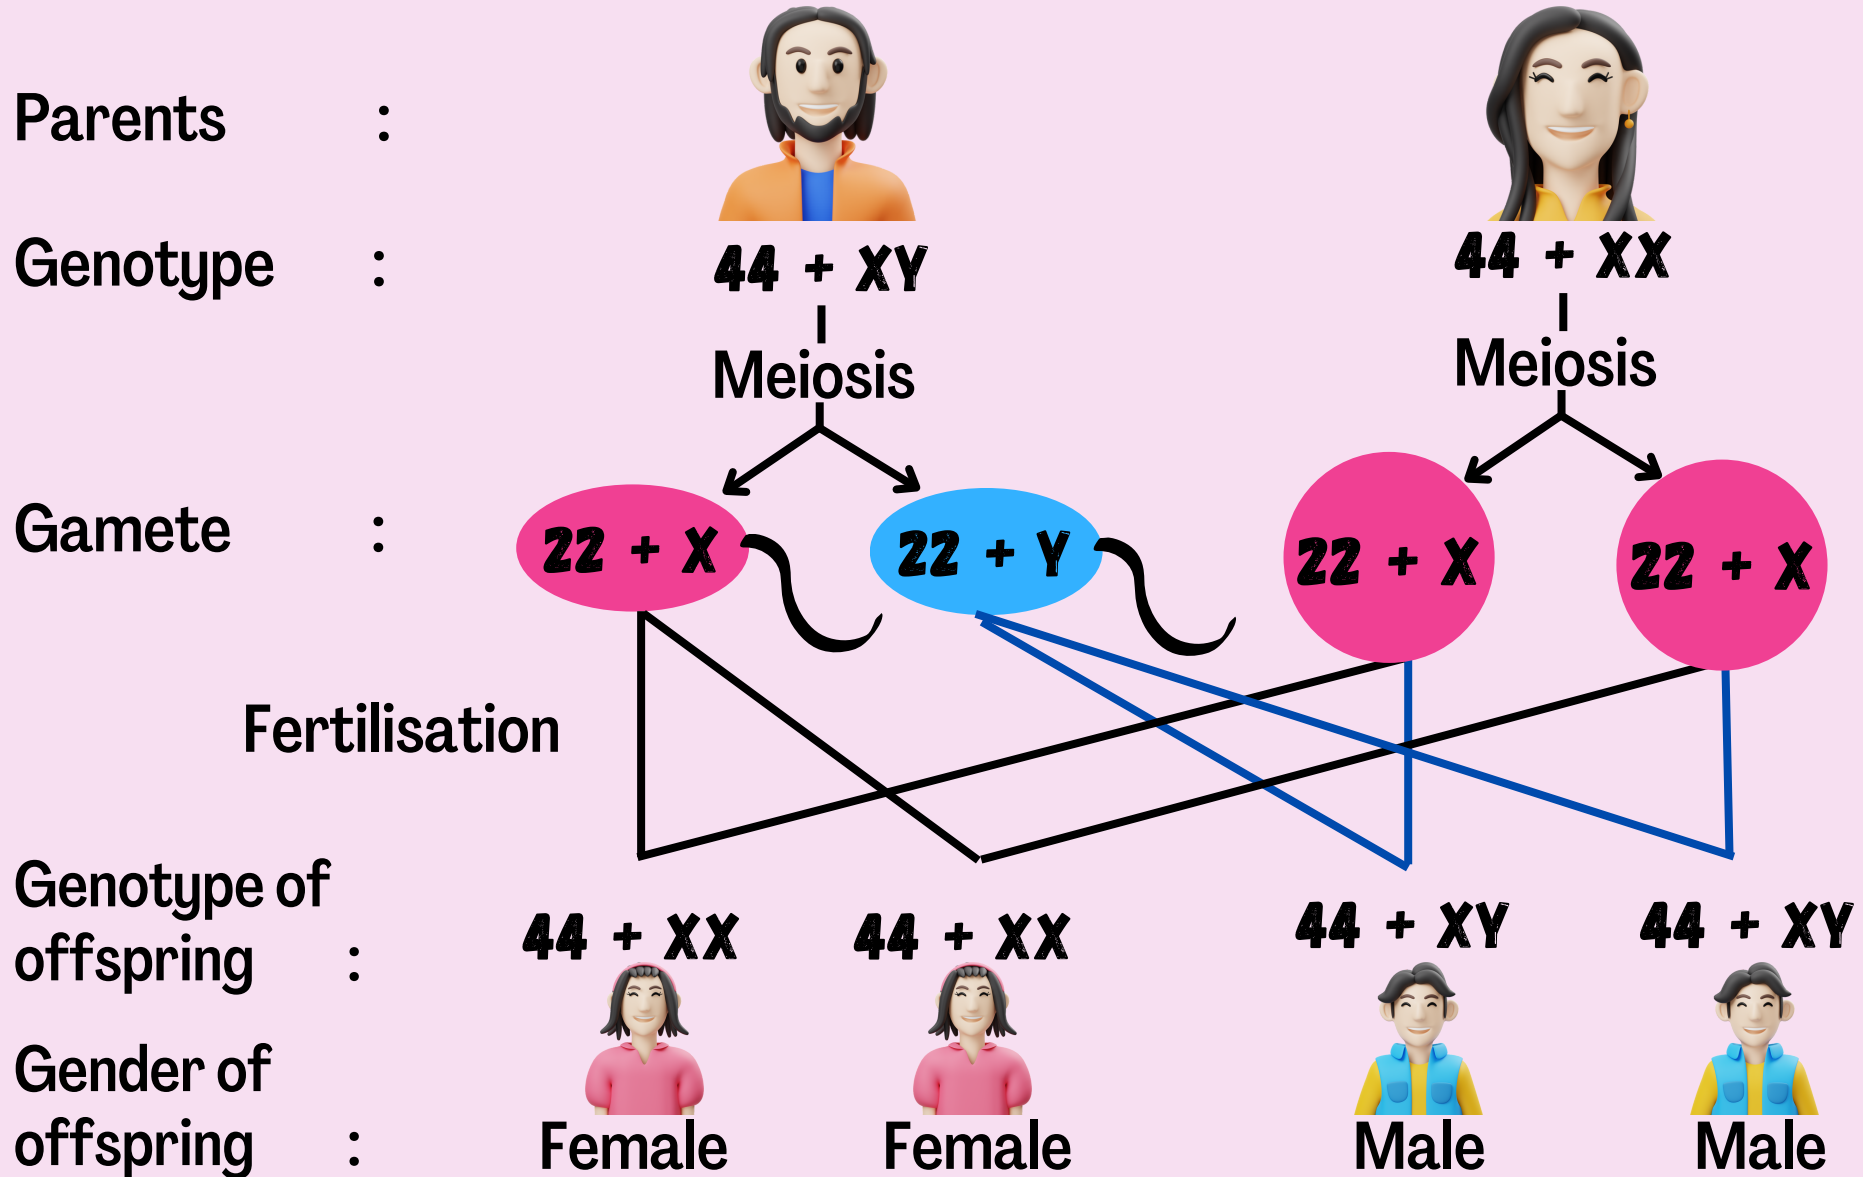 Parents :
Genotype : 44 + XY 44 + XX
Meiosis Meiosis
Gamete : 22 + X 22 + Y 22 + X 22 + X
Fertilisation
Genotype of
offspring : 44 + XX 44 + XX 44 + XY 44 + XY
Gender of
offspring : Female Female Male Male